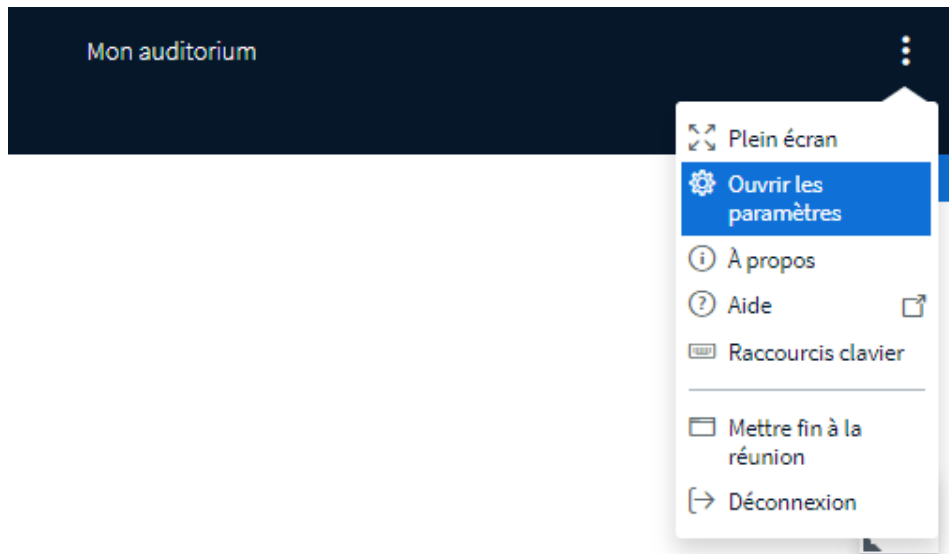 Mon auditorium
Plein écran
Ouvrir les
paramètres
À propos
Aide
Raccourcis clavier
Mettre fin à la
réunion
Déconnexion